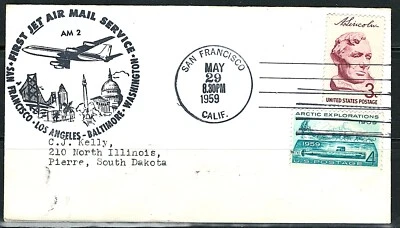 FIRST JET AIR MAIL SERVICE
AM 2
SAN FRANCISCO · LOS ANGELES - BALTIMORE · WASHINGTON
SAN FRANCISCO
MAY
29
8:30PM
1959
CALIF.
A. Lincoln
3¢
UNITED STATES POSTAGE
ARCTIC EXPLORATIONS
1959
1959
U.S. POSTAGE 4¢
C.J. Kelly,
210 North Illinois,
Pierre, South Dakota